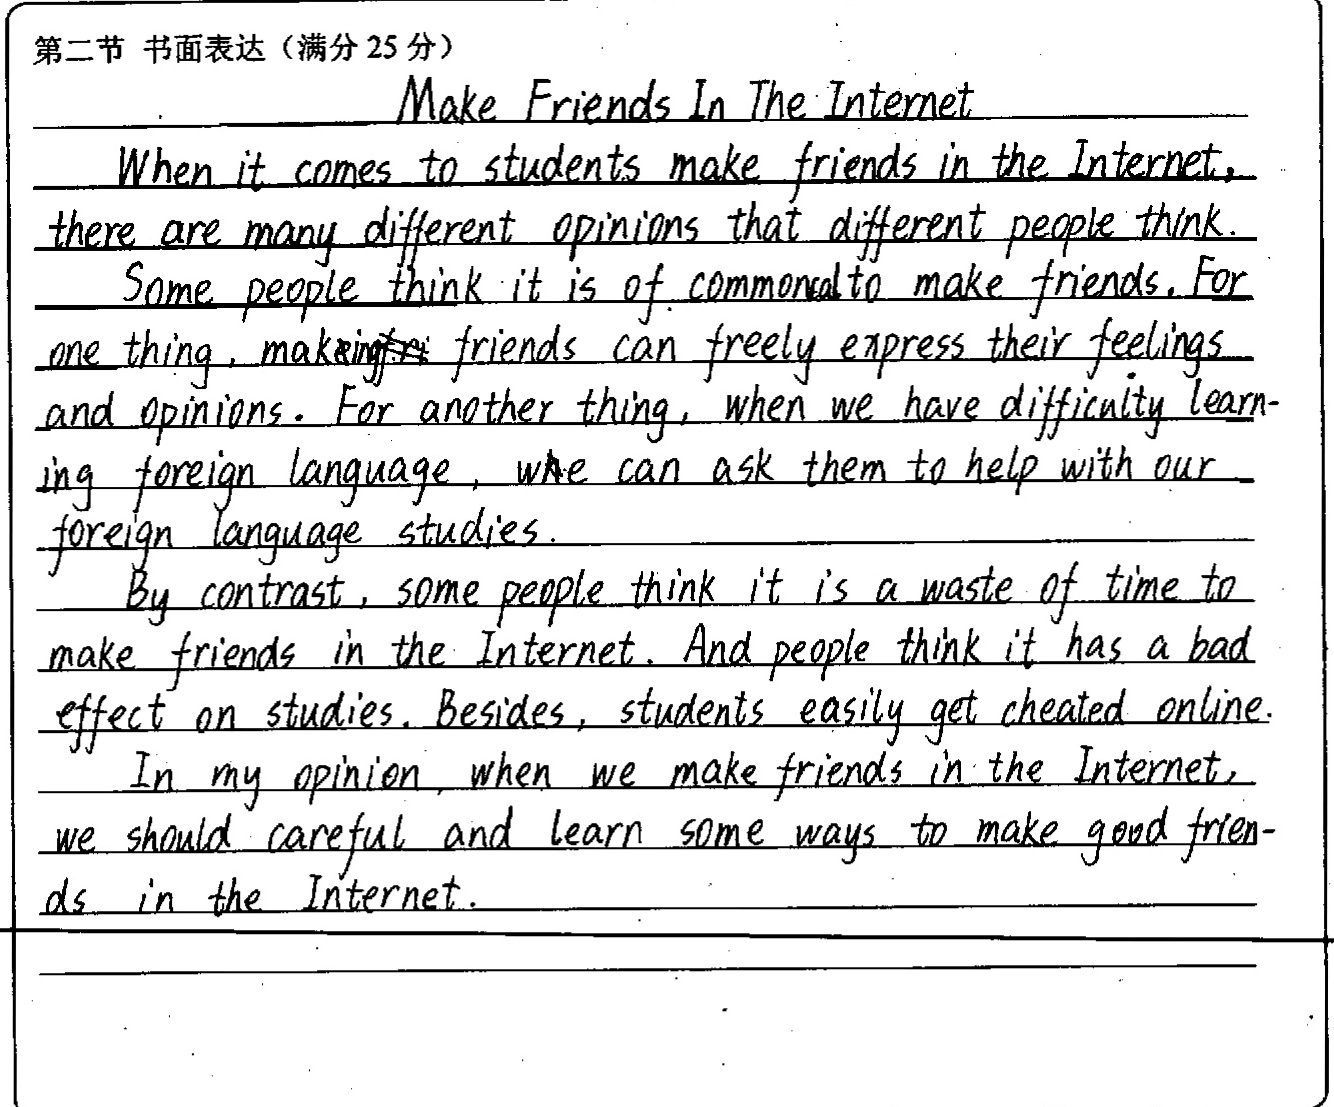 第二节 书面表达（满分 25 分）
Make Friends In The Internet
When it comes to students make friends in the Internet,
there are many different opinions that different people think.
Some people think it is of commoncal to make friends. For
one thing, making friends can freely express their feelings
and opinions. For another thing, when we have difficulty learn-
ing foreign language, we can ask them to help with our
foreign language studies.
By contrast, some people think it is a waste of time to
make friends in the Internet. And people think it has a bad
effect on studies. Besides, students easily get cheated online.
In my opinion, when we make friends in the Internet,
we should careful and learn some ways to make good frien-
ds in the Internet.